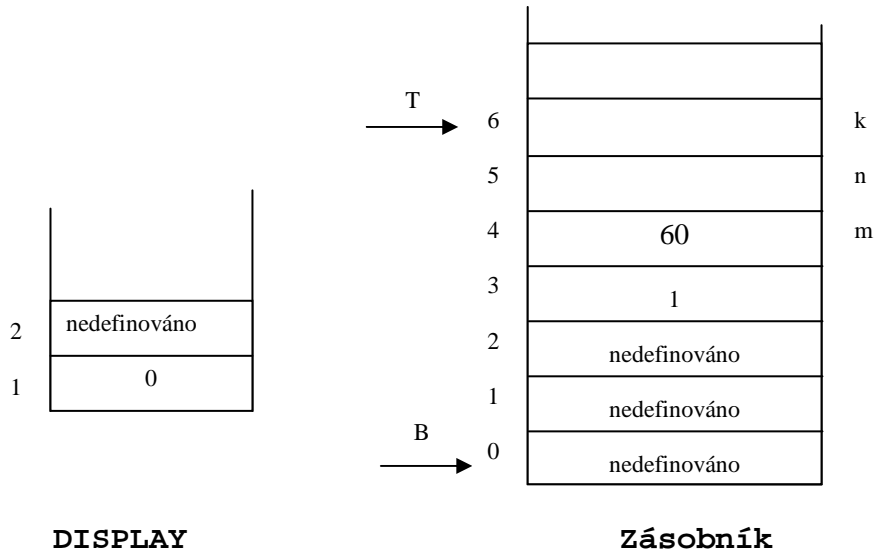 T
6 k
5 n
4 60 m
3 1
2 nedefinováno
1 nedefinováno
B
0 nedefinováno
2 nedefinováno
1 0
DISPLAY
Zásobník